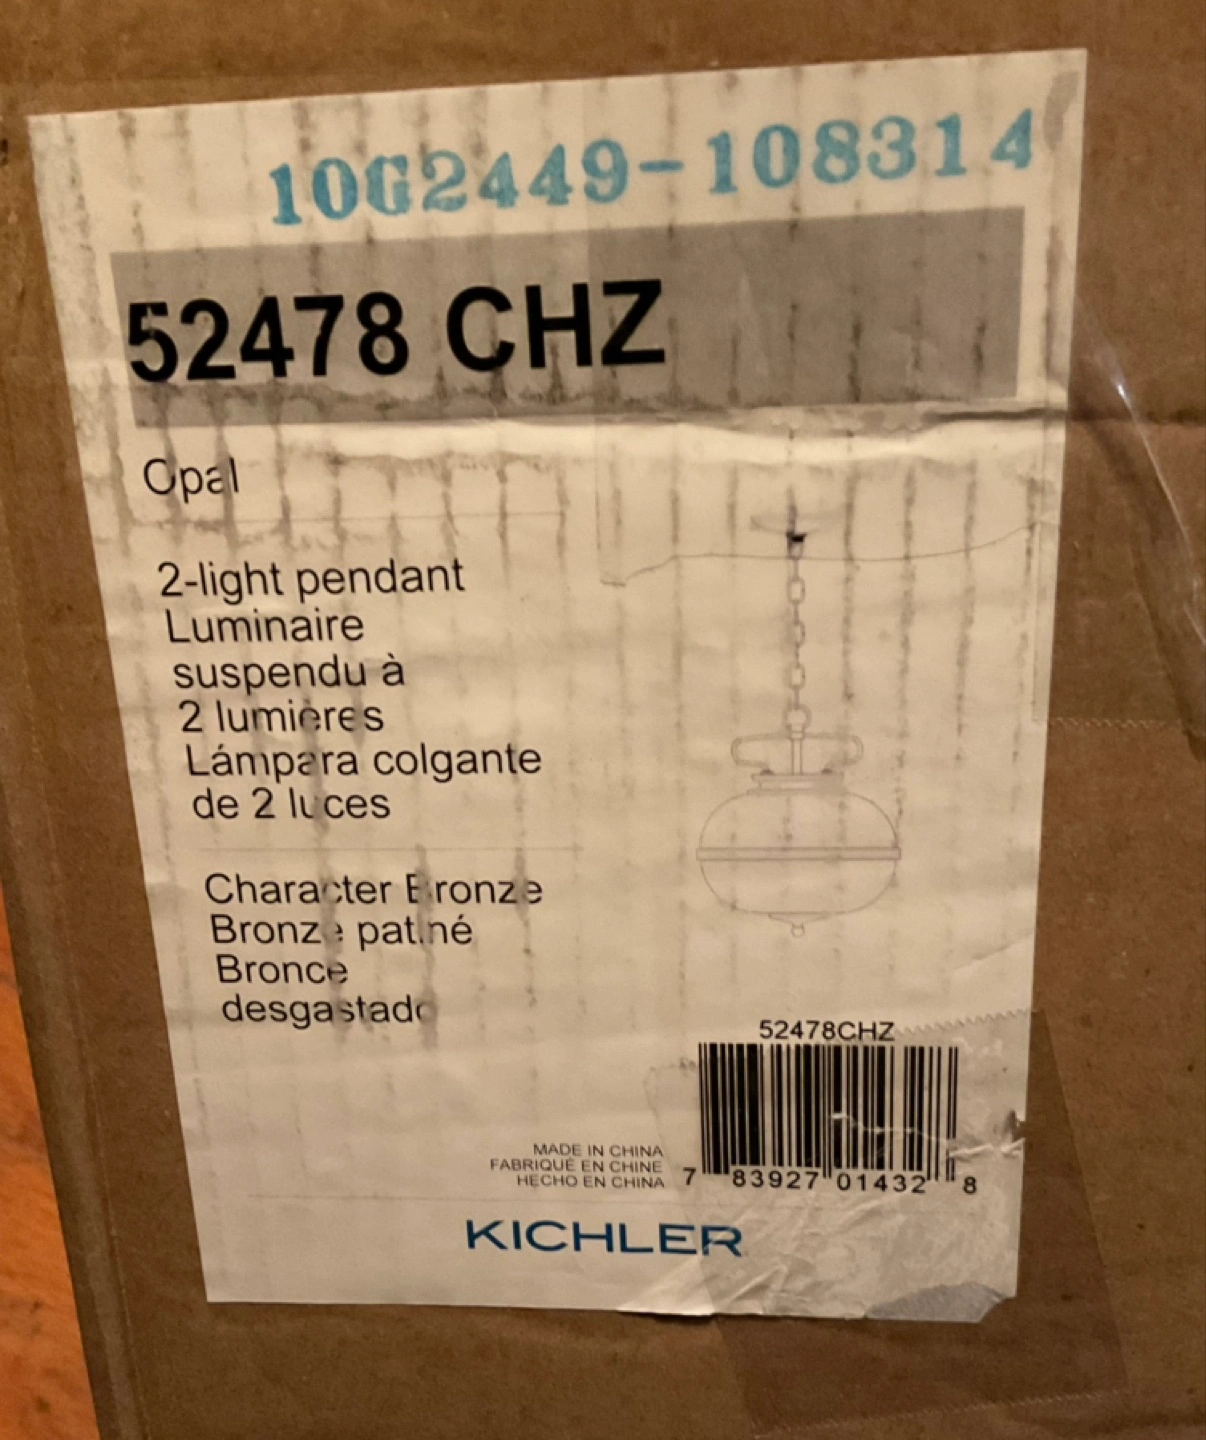 10G2449-108314
52478 CHZ
Opal
2-light pendant
Luminaire
suspendu à
2 lumières
Lámpara colgante
de 2 luces
Character Bronze
Bronze patiné
Bronce
desgastado
52478CHZ
MADE IN CHINA
FABRIQUÉ EN CHINE
HECHO EN CHINA
7 83927 01432 8
KICHLER